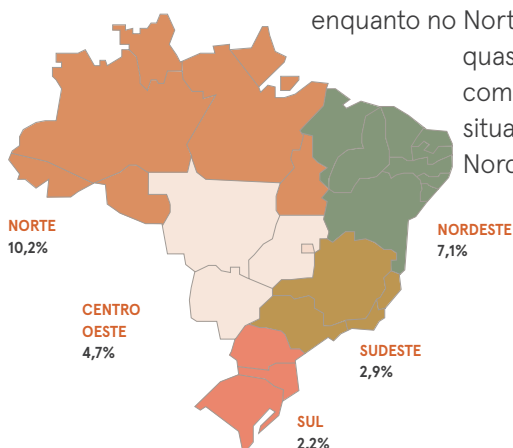 enquanto no Nort
quas
com
situa
Nord
NORTE
10,2%
NORDESTE
7,1%
CENTRO
OESTE
4,7%
SUDESTE
2,9%
SUL
2,2%